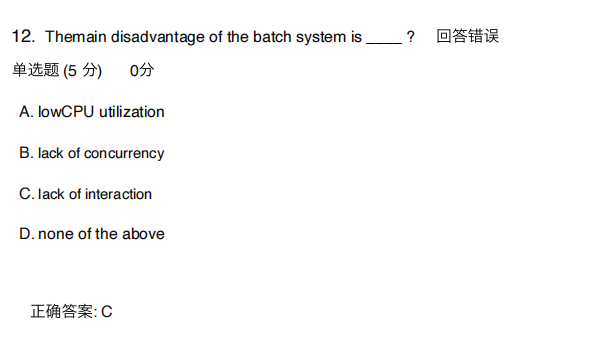 12. Themain disadvantage of the batch system is ____ ? 回答错误
单选题 (5 分) 0分
A. lowCPU utilization
B. lack of concurrency
C. lack of interaction
D. none of the above
正确答案: C